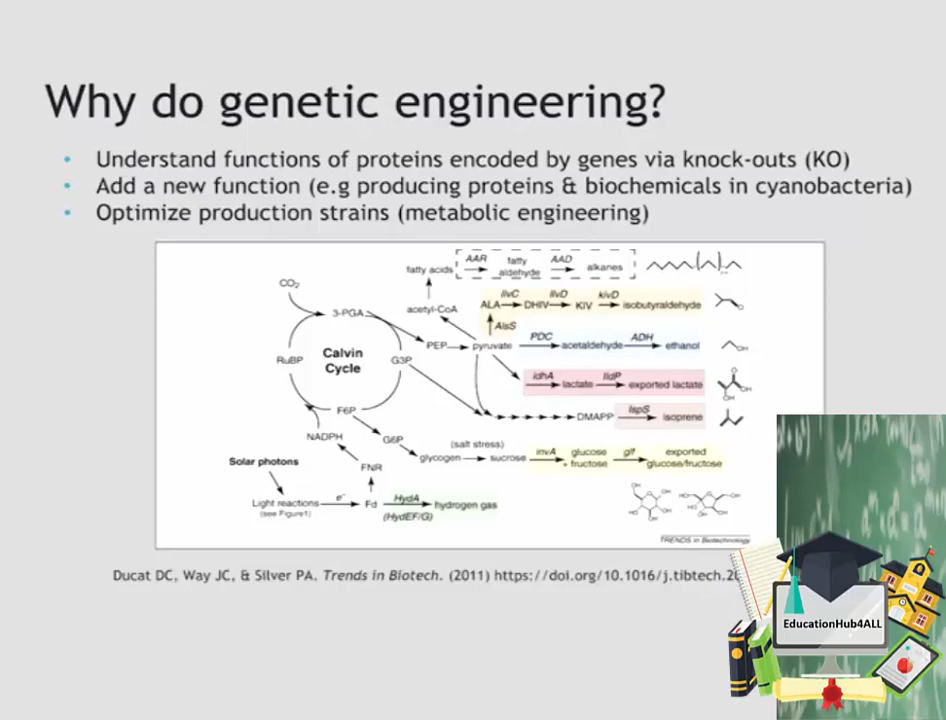 Why do genetic engineering?
• Understand functions of proteins encoded by genes via knock-outs (KO)
• Add a new function (e.g producing proteins & biochemicals in cyanobacteria)
• Optimize production strains (metabolic engineering)
AAR fatty aldehyde AAD alkanes
fatty acids
CO2
acetyl-CoA
ilvC ilvD kivD
ALA DHIV KIV isobutyraldehyde
3-PGA
AlsS
PEP pyruvate
PDC acetaldehyde ADH ethanol
Calvin Cycle
RuBP
G3P
ldhA lactate lldP exported lactate
F6P
DMAPP IspS isoprene
NADPH
G6P
(salt stress)
glycogen sucrose
invA glucose + fructose glf exported glucose/fructose
Solar photons
FNR
Light reactions
(see Figure1)
e- Fd HydA hydrogen gas
(HydEF/G)
OH
OH
TRENDS in Biotechnology
Ducat DC, Way JC, & Silver PA. Trends in Biotech. (2011) https://doi.org/10.1016/j.tibtech.20
EducationHub4ALL